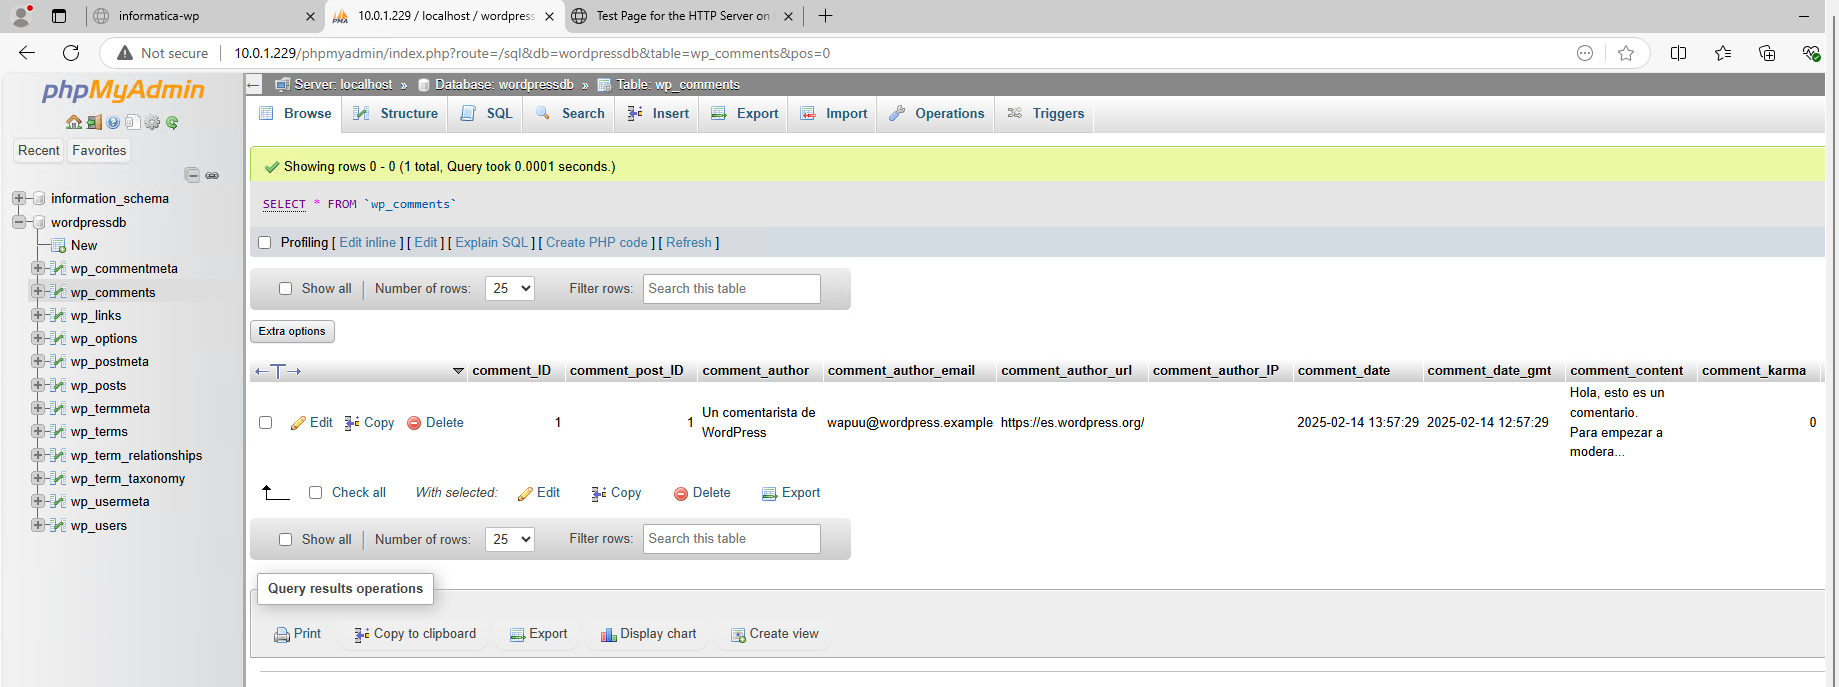 informatica-wp
10.0.1.229 / localhost / wordpress
Test Page for the HTTP Server on
Not secure
10.0.1.229/phpmyadmin/index.php?route=/sql&db=wordpressdb&table=wp_comments&pos=0
phpMyAdmin
Recent Favorites
information_schema
wordpressdb
New
wp_commentmeta
wp_comments
wp_links
wp_options
wp_postmeta
wp_posts
wp_termmeta
wp_terms
wp_term_relationships
wp_term_taxonomy
wp_usermeta
wp_users
Server: localhost » Database: wordpressdb » Table: wp_comments
Browse Structure SQL Search Insert Export Import Operations Triggers
Showing rows 0 - 0 (1 total, Query took 0.0001 seconds.)
SELECT * FROM `wp_comments`
Profiling [ Edit inline ] [ Edit ] [ Explain SQL ] [ Create PHP code ] [ Refresh ]
Show all Number of rows: 25 Filter rows: Search this table
Extra options
comment_ID comment_post_ID comment_author comment_author_email comment_author_url comment_author_IP comment_date comment_date_gmt comment_content comment_karma
Edit Copy Delete 1 1
Un comentarista de
WordPress
wapuu@wordpress.example https://es.wordpress.org/ 2025-02-14 13:57:29 2025-02-14 12:57:29
Hola, esto es un
comentario.
Para empezar a
modera...
0
Check all With selected: Edit Copy Delete Export
Show all Number of rows: 25 Filter rows: Search this table
Query results operations
Print Copy to clipboard Export Display chart Create view